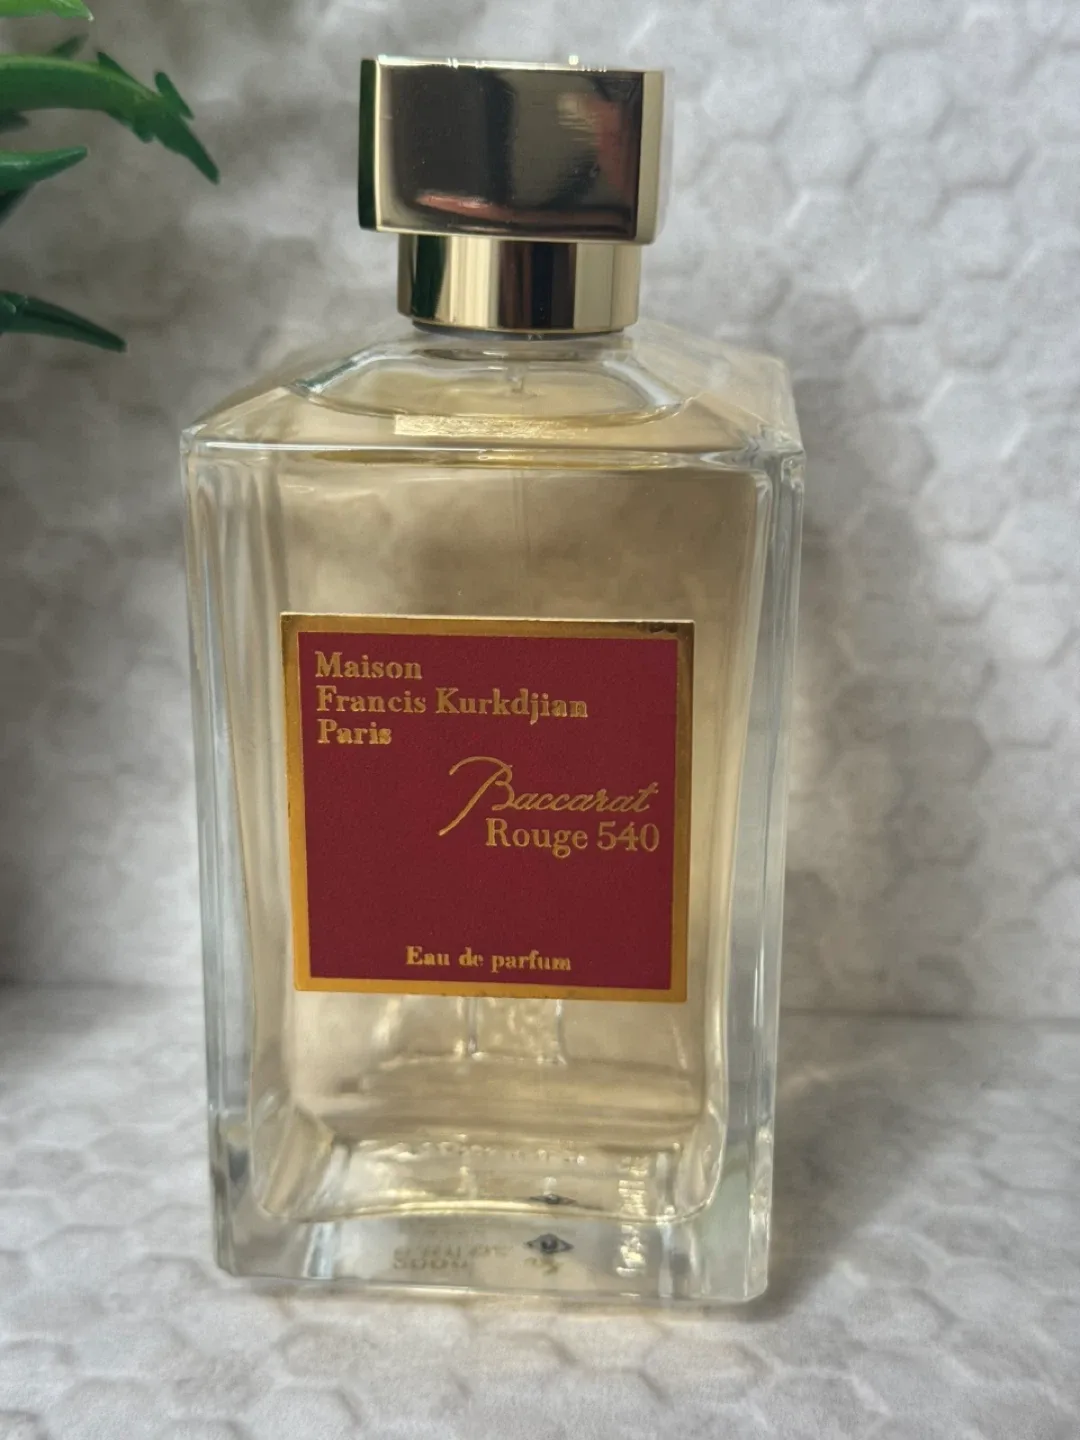 Maison
Francis Kurkdjian
Paris
Baccarat
Rouge 540
Eau de parfum